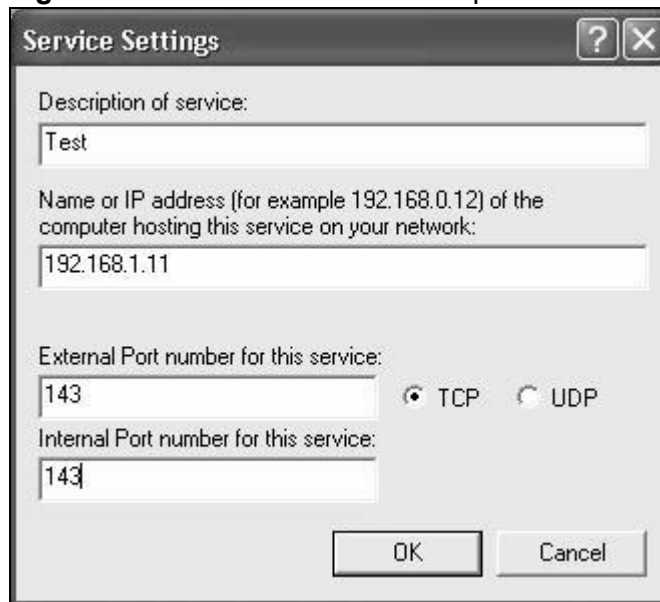 Service Settings
Description of service:
Test
Name or IP address (for example 192.168.0.12) of the
computer hosting this service on your network:
192.168.1.11
External Port number for this service:
143
TCP
UDP
Internal Port number for this service:
143
OK
Cancel